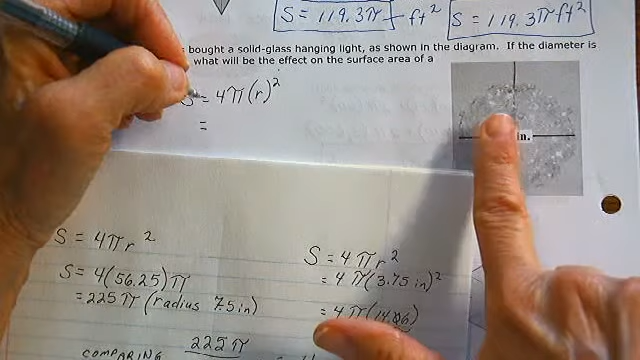 S = 119.3π ft² S = 119.3π ft²
bought a solid-glass hanging light, as shown in the diagram. If the diameter is
what will be the effect on the surface area of a
S = 4π(r)²
=
in.
S = 4πr²
S = 4(56.25)π
= 225π (radius 7.5 in)
S = 4πr²
= 4π(3.75 in)²
= 4π(14.06)
COMPARING 225π